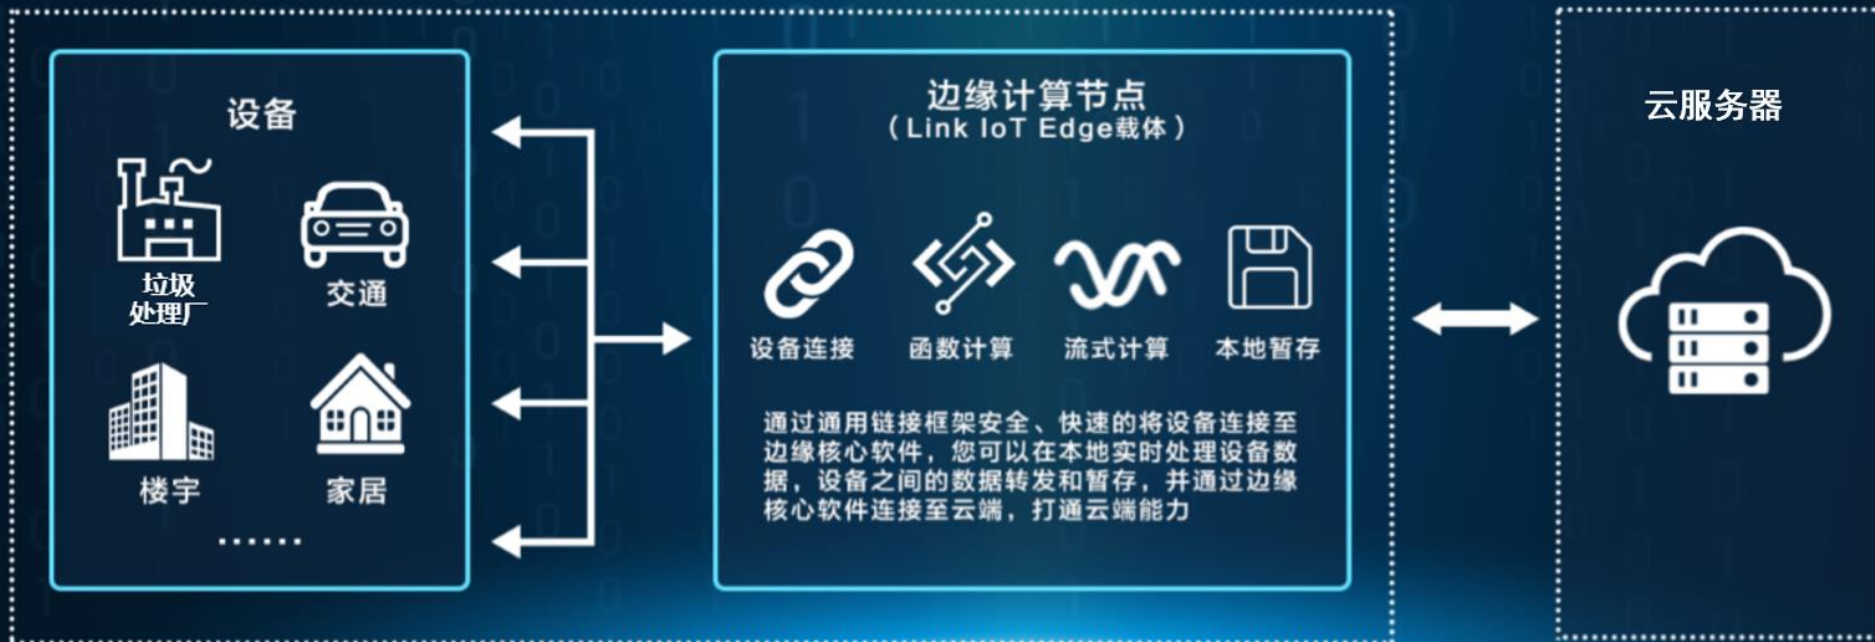 设备
垃圾
处理厂
交通
楼宇
家居
......
边缘计算节点
（Link IoT Edge载体）
设备连接
函数计算
流式计算
本地暂存
通过通用链接框架安全、快速的将设备连接至
边缘核心软件，您可以在本地实时处理设备数
据，设备之间的数据转发和暂存，并通过边缘
核心软件连接至云端，打通云端能力
云服务器